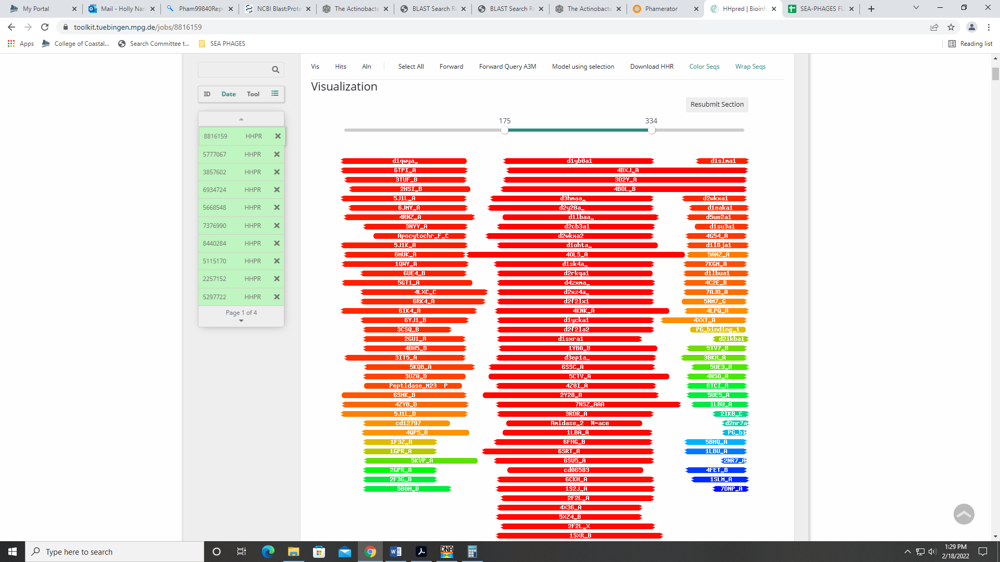 My Portal
Mail - Holly Nan
Pham99840Repo
NCBI Blast:Prote
The Actinobacte
BLAST Search Re
BLAST Search Re
The Actinobacte
Phamerator
HHpred | Bioinfo
SEA-PHAGES FU
toolkit.tuebingen.mpg.de/jobs/8816159
Apps College of Coastal... Search Committee t... SEA PHAGES Reading list
Vis Hits Aln Select All Forward Forward Query A3M Model using selection Download HHR Color Seqs Wrap Seqs
Visualization
ID Date Tool
Resubmit Section
175 334
8816159 HHPR
5777067 HHPR
3857602 HHPR
6934724 HHPR
5668548 HHPR
7376990 HHPR
8440284 HHPR
5115170 HHPR
2257152 HHPR
5297722 HHPR
Page 1 of 4
d1qwya_ d1yb0a1 d1slma1
6TPI_A 4BXJ_A
3TUF_B 3D2Y_A
2HSI_B 4BOL_B
5J1L_A d3hmaa_ d2wkxa1
6JMY_A d2y28a_ d1eaka1
4RNZ_A d1lbaa_ d5ue2a1
3NYY_A d2cb3a1 d1su3a1
Apocytochr_F_C d2wkxa2 4G54_A
5J1K_A d1ohta_ d1l6ja1
6MUK_A 4OLS_A 5ANZ_A
1QWY_A d1sk4a_ 7KGM_A
6UE4_B d2rkqa1 d1lbua1
5GT1_A d4zxma_ 4C2E_B
4LXC_C d2xz4a_ 7AJO_A
6RK4_A d2f2lx1 5NM7_G
6IK4_A 4KNK_A 4LPQ_A
6YJ1_B d1ycka1 4XXT_A
3CSQ_B d2f2la2 PG_binding_1
2GU1_A d1sxra1 d2ikba1
4BH5_D 1YB0_B 5TV7_B
3IT5_A d3ep1a_ 3BKH_A
5KQB_A 6SSC_A 5UE3_A
3UZ0_D 5CTV_A 4NSO_A
Peptidase_M23 P 4Z8I_A 6TCI_A
6SMK_B 2Y28_A 5UE5_A
4ZYB_D 7NSZ_AAA 1LBU_A
5J1L_D 3RDR_A 2IKB_C
cd12797 Amidase_2 N-ace d2nr7a
4QP5_B 1LBA_A PG_bi
1F3Z_A 6FHG_B 5BMQ_A
1GPR_A 6SRT_A 1LBU_A
5KVP_A 6SU5_A 2NR7_A
2GPR_A cd06583 4FET_B
2F3G_B 6CKH_A 1SLM_A
5B0H_B 1S2J_A 7DNP_A
2F2L_A
4X36_A
5XZ4_B
2F2L_X
1SXR_B
Type here to search
DNA
1:29 PM
2/18/2022